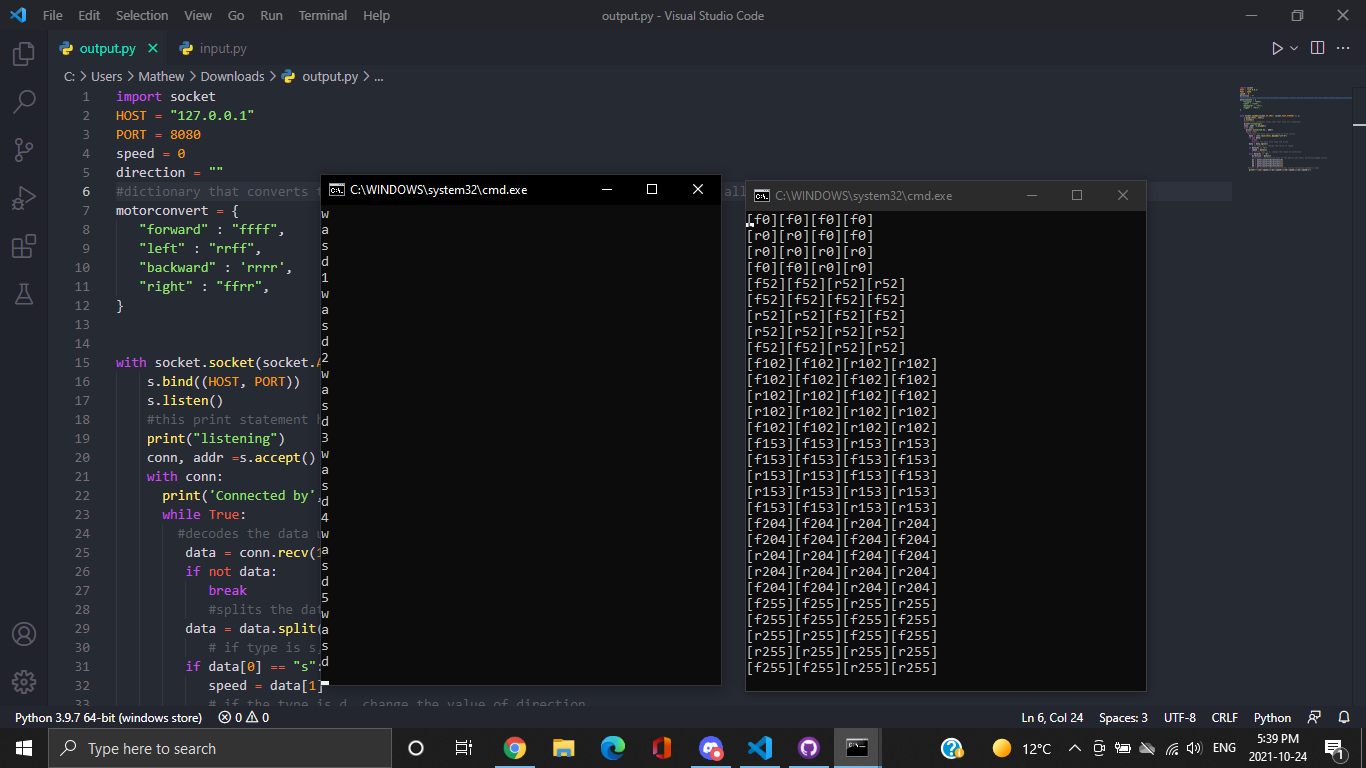 File Edit Selection View Go Run Terminal Help output.py - Visual Studio Code
output.py input.py
C: > Users > Mathew > Downloads > output.py > ...
1 import socket
2 HOST = "127.0.0.1"
3 PORT = 8080
4 speed = 0
5 direction = ""
6 #dictionary that converts all
7 motorconvert = {
8 "forward" : "ffff",
9 "left" : "rrff",
10 "backward" : 'rrrr',
11 "right" : "ffrr",
12 }
13
14
15 with socket.socket(socket.A
16 s.bind((HOST, PORT))
17 s.listen()
18 #this print statement
19 print("listening")
20 conn, addr =s.accept()
21 with conn:
22 print('Connected by',
23 while True:
24 #decodes the data
25 data = conn.recv(1
26 if not data:
27 break
28 #splits the dat
29 data = data.split(
30 # if type is s,
31 if data[0] == "s":
32 speed = data[1]
33 # if the type is d, change the value of direction
C:\WINDOWS\system32\cmd.exe
w
a
s
d
1
w
a
s
d
2
w
a
s
d
3
w
a
s
d
4
w
a
s
d
5
w
a
s
d
C:\WINDOWS\system32\cmd.exe
[f0][f0][f0][f0]
[r0][r0][f0][f0]
[r0][r0][r0][r0]
[f0][f0][r0][r0]
[f52][f52][r52][r52]
[f52][f52][f52][f52]
[r52][r52][f52][f52]
[r52][r52][r52][r52]
[f52][f52][r52][r52]
[f102][f102][r102][r102]
[f102][f102][f102][f102]
[r102][r102][f102][f102]
[r102][r102][r102][r102]
[f102][f102][r102][r102]
[f153][f153][r153][r153]
[f153][f153][f153][f153]
[r153][r153][f153][f153]
[r153][r153][r153][r153]
[f153][f153][r153][r153]
[f204][f204][r204][r204]
[f204][f204][f204][f204]
[r204][r204][f204][f204]
[r204][r204][r204][r204]
[f204][f204][r204][r204]
[f255][f255][r255][r255]
[f255][f255][f255][f255]
[r255][r255][f255][f255]
[r255][r255][r255][r255]
[f255][f255][r255][r255]
Python 3.9.7 64-bit (windows store) 0 0 Ln 6, Col 24 Spaces: 3 UTF-8 CRLF Python
Type here to search 12°C ENG 5:39 PM
2021-10-24 1